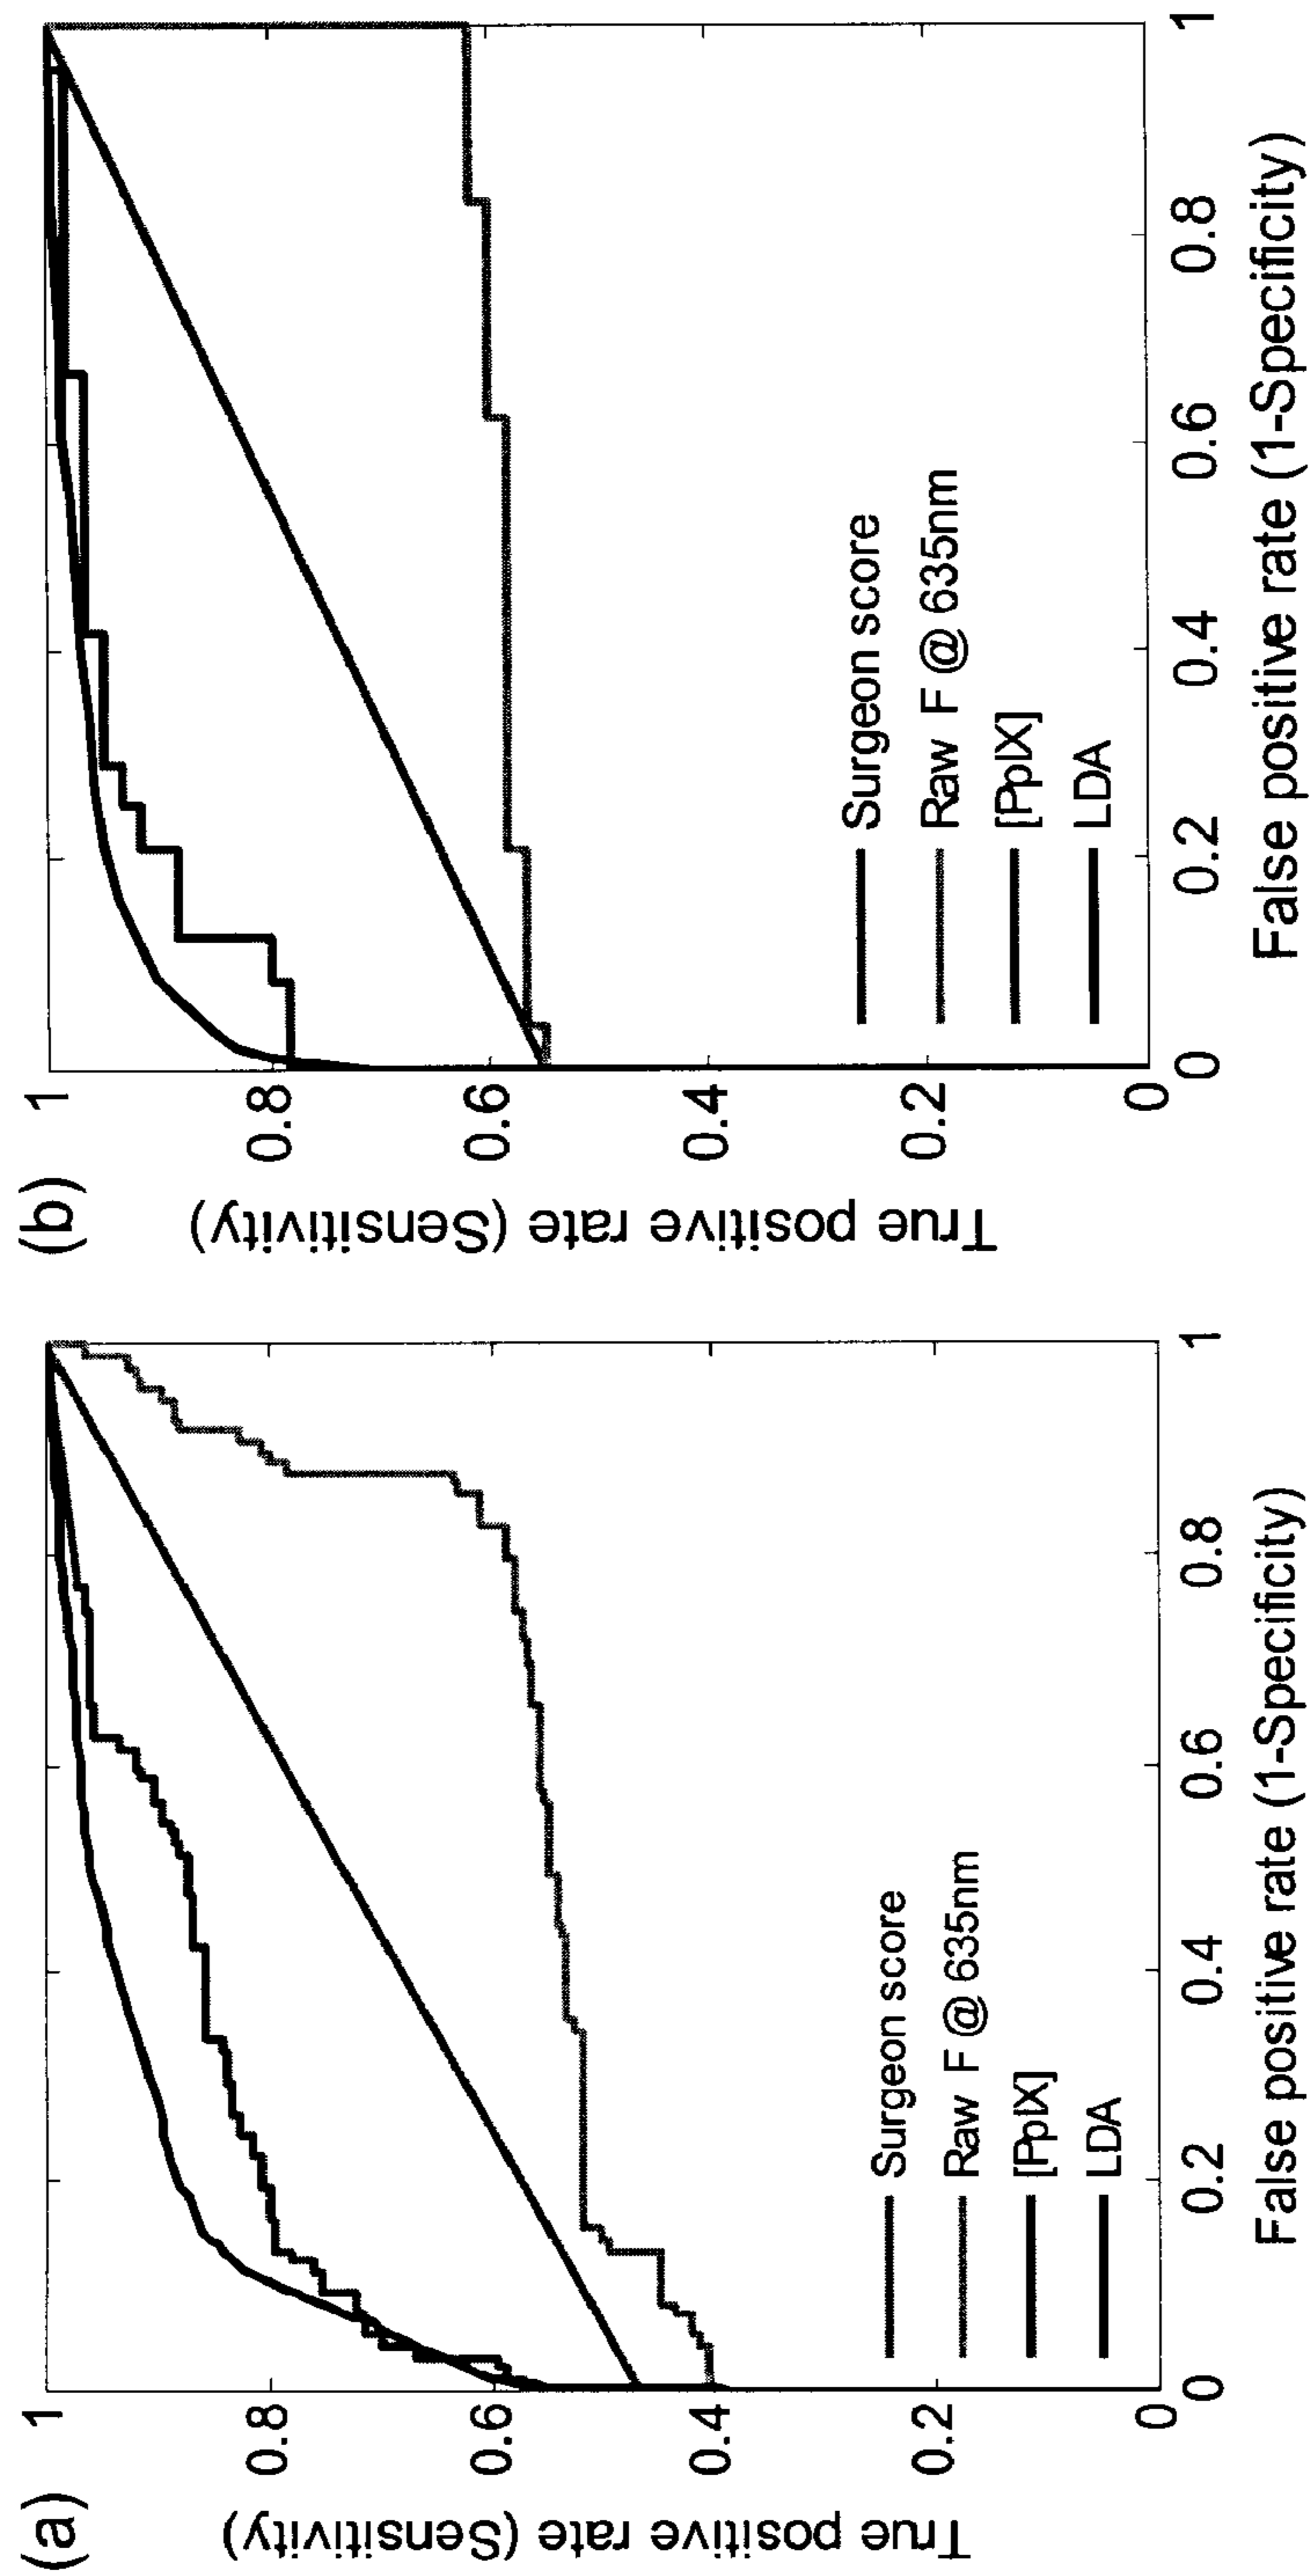 (a)
True positive rate (Sensitivity)
1
0.8
0.6
0.4
0.2
0
Surgeon score
Raw F @ 635nm
[PpIX]
LDA
0
0.2
0.4
0.6
0.8
1
False positive rate (1-Specificity)
(b)
True positive rate (Sensitivity)
1
0.8
0.6
0.4
0.2
0
Surgeon score
Raw F @ 635nm
[PpIX]
LDA
0
0.2
0.4
0.6
0.8
1
False positive rate (1-Specificity)